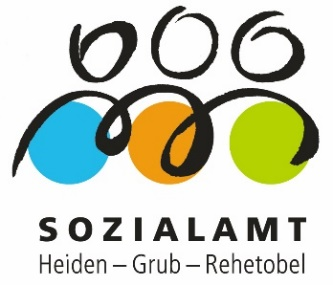 SOZIALAMT
Heiden – Grub – Rehetobel